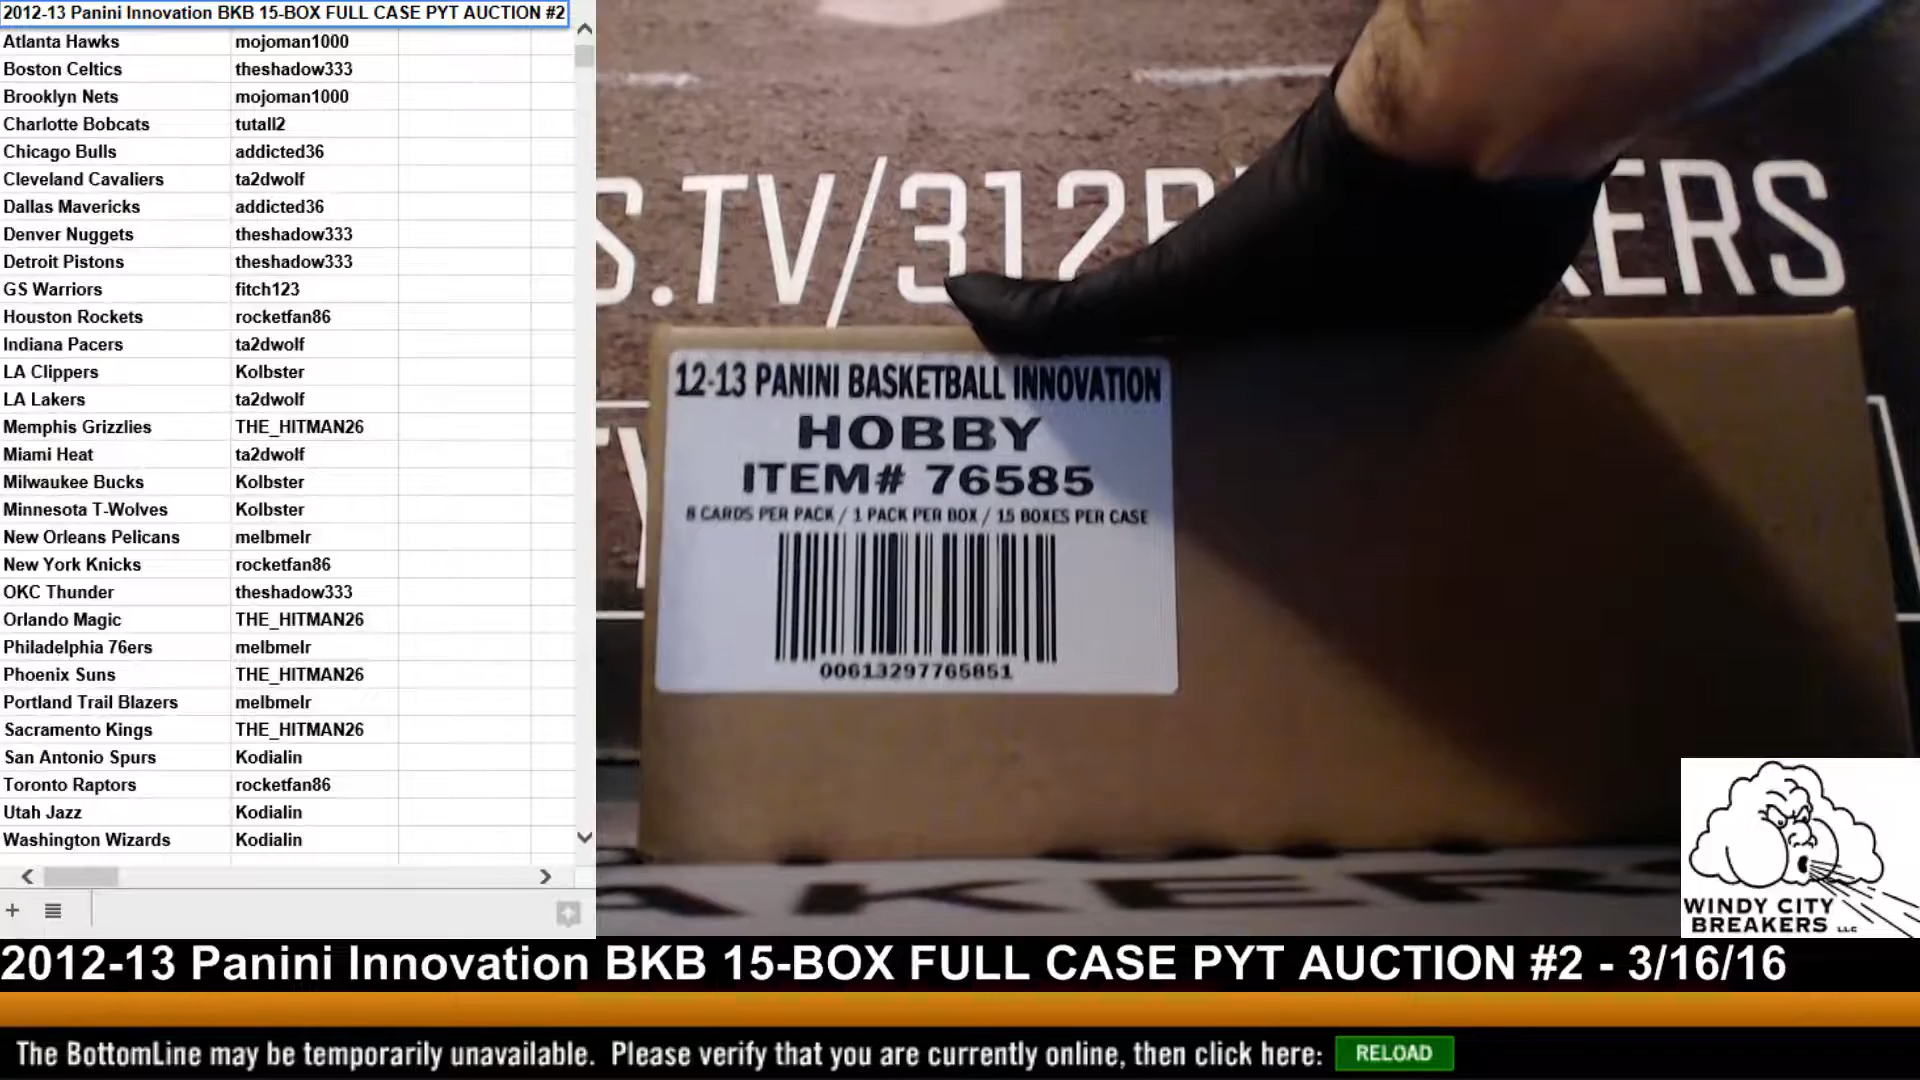 2012-13 Panini Innovation BKB 15-BOX FULL CASE PYT AUCTION #2
Atlanta Hawks mojoman1000
Boston Celtics theshadow333
Brooklyn Nets mojoman1000
Charlotte Bobcats tutall2
Chicago Bulls addicted36
Cleveland Cavaliers ta2dwolf
Dallas Mavericks addicted36
Denver Nuggets theshadow333
Detroit Pistons theshadow333
GS Warriors fitch123
Houston Rockets rocketfan86
Indiana Pacers ta2dwolf
LA Clippers Kolbster
LA Lakers ta2dwolf
Memphis Grizzlies THE_HITMAN26
Miami Heat ta2dwolf
Milwaukee Bucks Kolbster
Minnesota T-Wolves Kolbster
New Orleans Pelicans melbmelr
New York Knicks rocketfan86
OKC Thunder theshadow333
Orlando Magic THE_HITMAN26
Philadelphia 76ers melbmelr
Phoenix Suns THE_HITMAN26
Portland Trail Blazers melbmelr
Sacramento Kings THE_HITMAN26
San Antonio Spurs Kodialin
Toronto Raptors rocketfan86
Utah Jazz Kodialin
Washington Wizards Kodialin
S.TV/312B ERS
12-13 PANINI BASKETBALL INNOVATION
HOBBY
ITEM# 76585
8 CARDS PER PACK / 1 PACK PER BOX / 15 BOXES PER CASE
00613297765851
AKERS
WINDY CITY
BREAKERS LLC
2012-13 Panini Innovation BKB 15-BOX FULL CASE PYT AUCTION #2 - 3/16/16
The BottomLine may be temporarily unavailable. Please verify that you are currently online, then click here: RELOAD